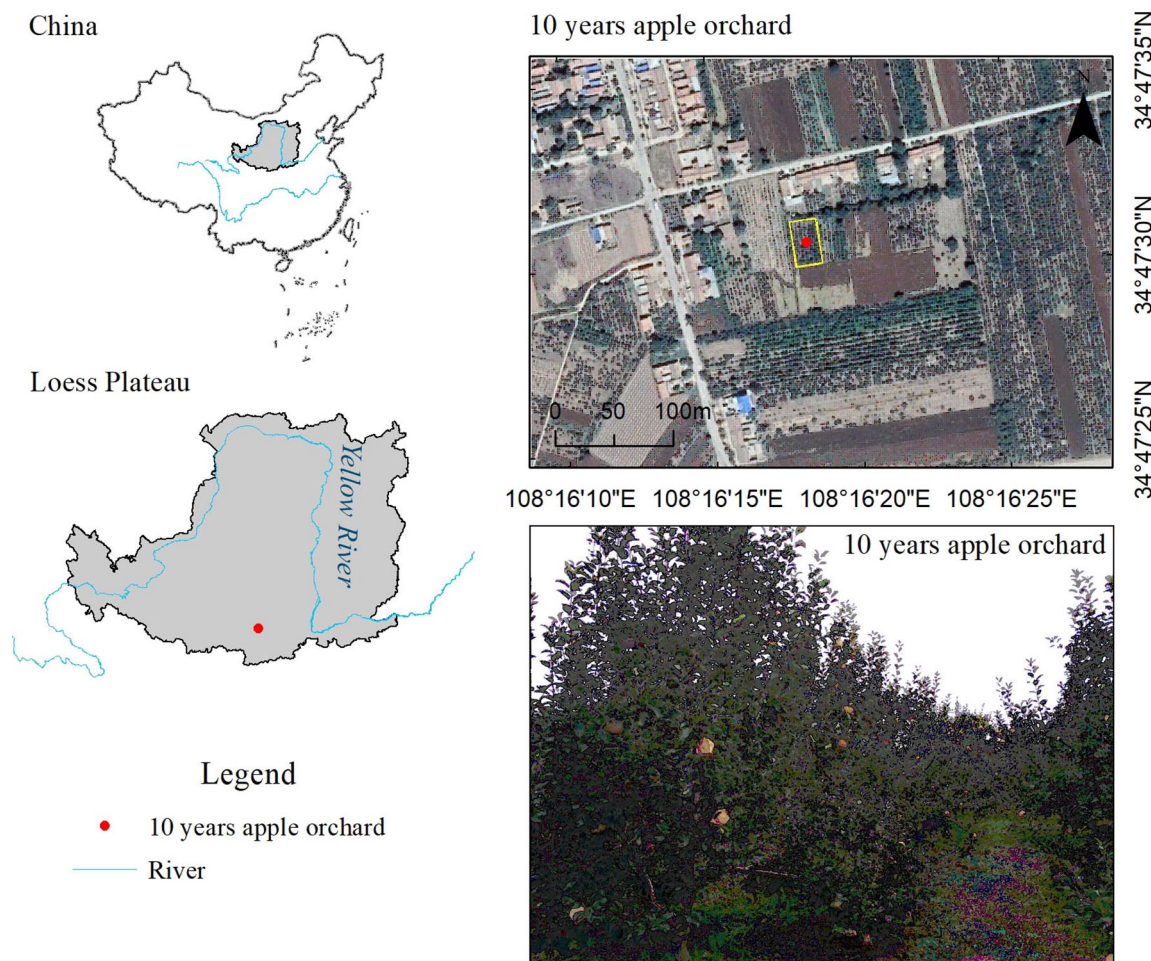 China
10 years apple orchard
34°47'35"N
N
34°47'30"N
0 50 100m
34°47'25"N
108°16'10"E 108°16'15"E 108°16'20"E 108°16'25"E
Loess Plateau
Yellow River
10 years apple orchard
Legend
10 years apple orchard
River